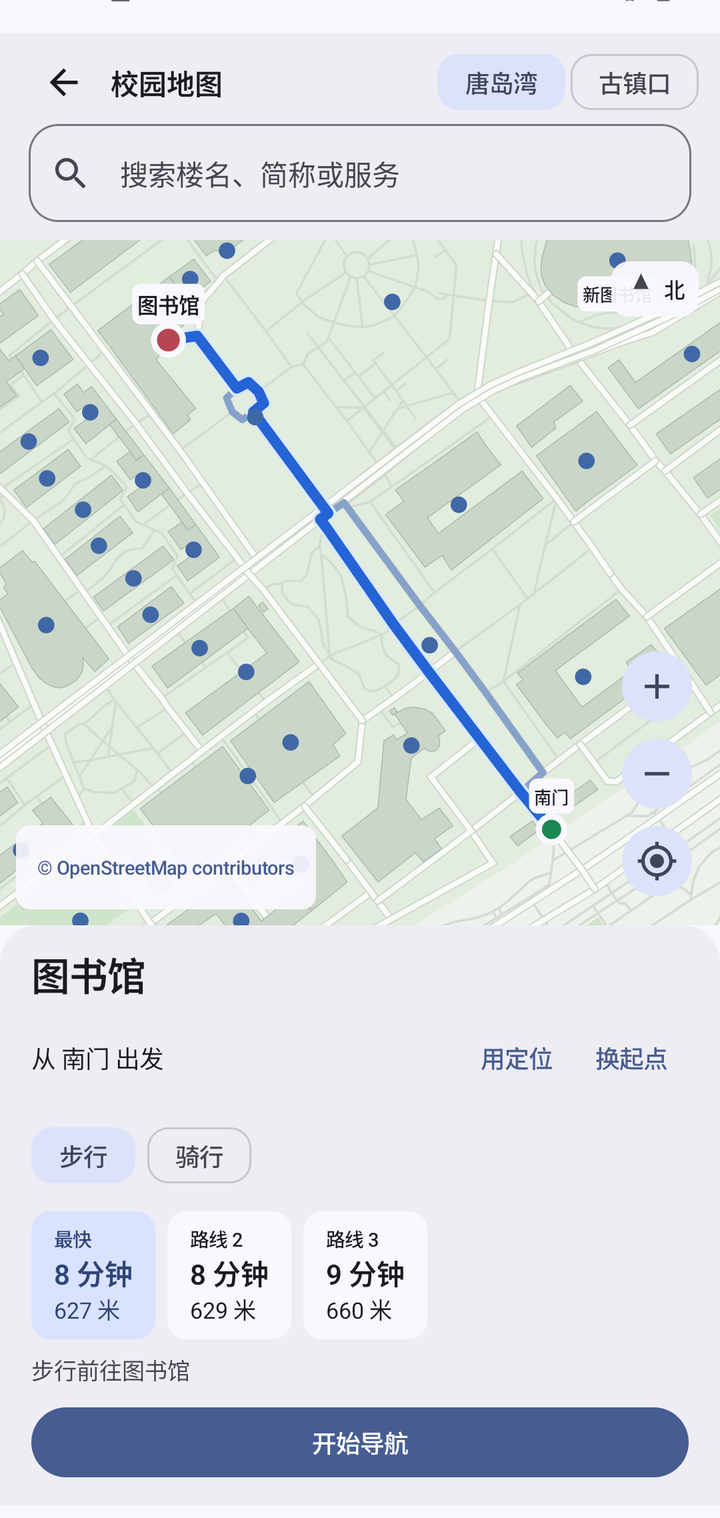 校园地图
唐岛湾
古镇口
搜索楼名、简称或服务
图书馆
新图书馆
北
南门
© OpenStreetMap contributors
图书馆
从 南门 出发
用定位
换起点
步行
骑行
最快
8 分钟
627 米
路线 2
8 分钟
629 米
路线 3
9 分钟
660 米
步行前往图书馆
开始导航